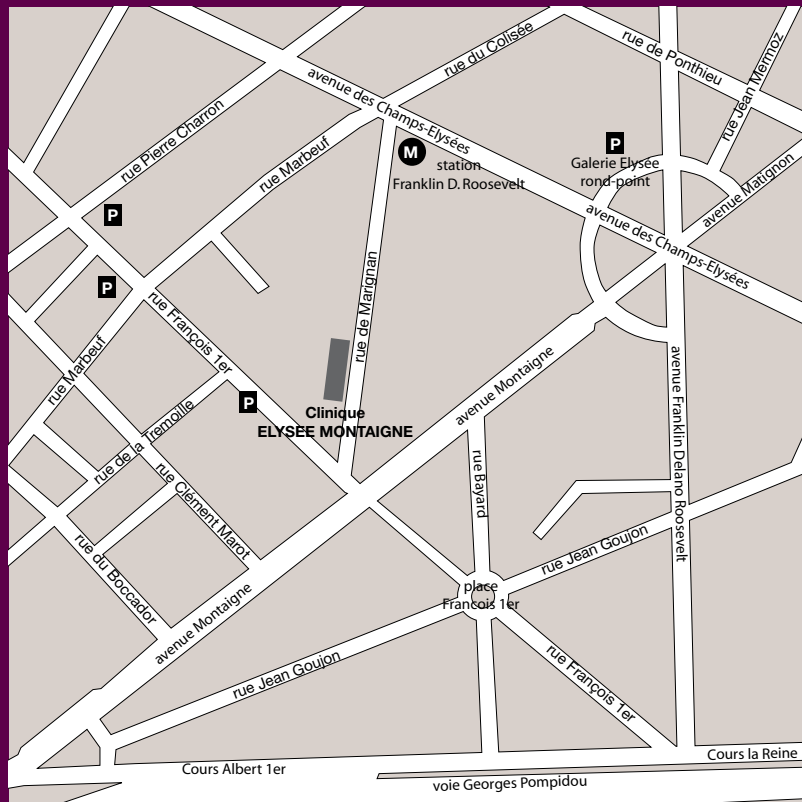 rue du Colisée
rue de Ponthieu
rue Jean Mermoz
avenue des Champs-Elysées
rue Pierre Charron
rue Marbeuf
M
station
Franklin D. Roosevelt
P
Galerie Elysée
rond-point
avenue Matignon
avenue des Champs-Elysées
P
P
rue François 1er
rue de Marignan
rue Marbeuf
avenue Montaigne
avenue Franklin Delano Roosevelt
P
Clinique
ELYSEE MONTAIGNE
rue de la Tremoille
rue Clément Marot
rue Bayard
rue du Boccador
rue Jean Goujon
avenue Montaigne
place
Francois 1er
rue Jean Goujon
rue François 1er
Cours la Reine
Cours Albert 1er
voie Georges Pompidou